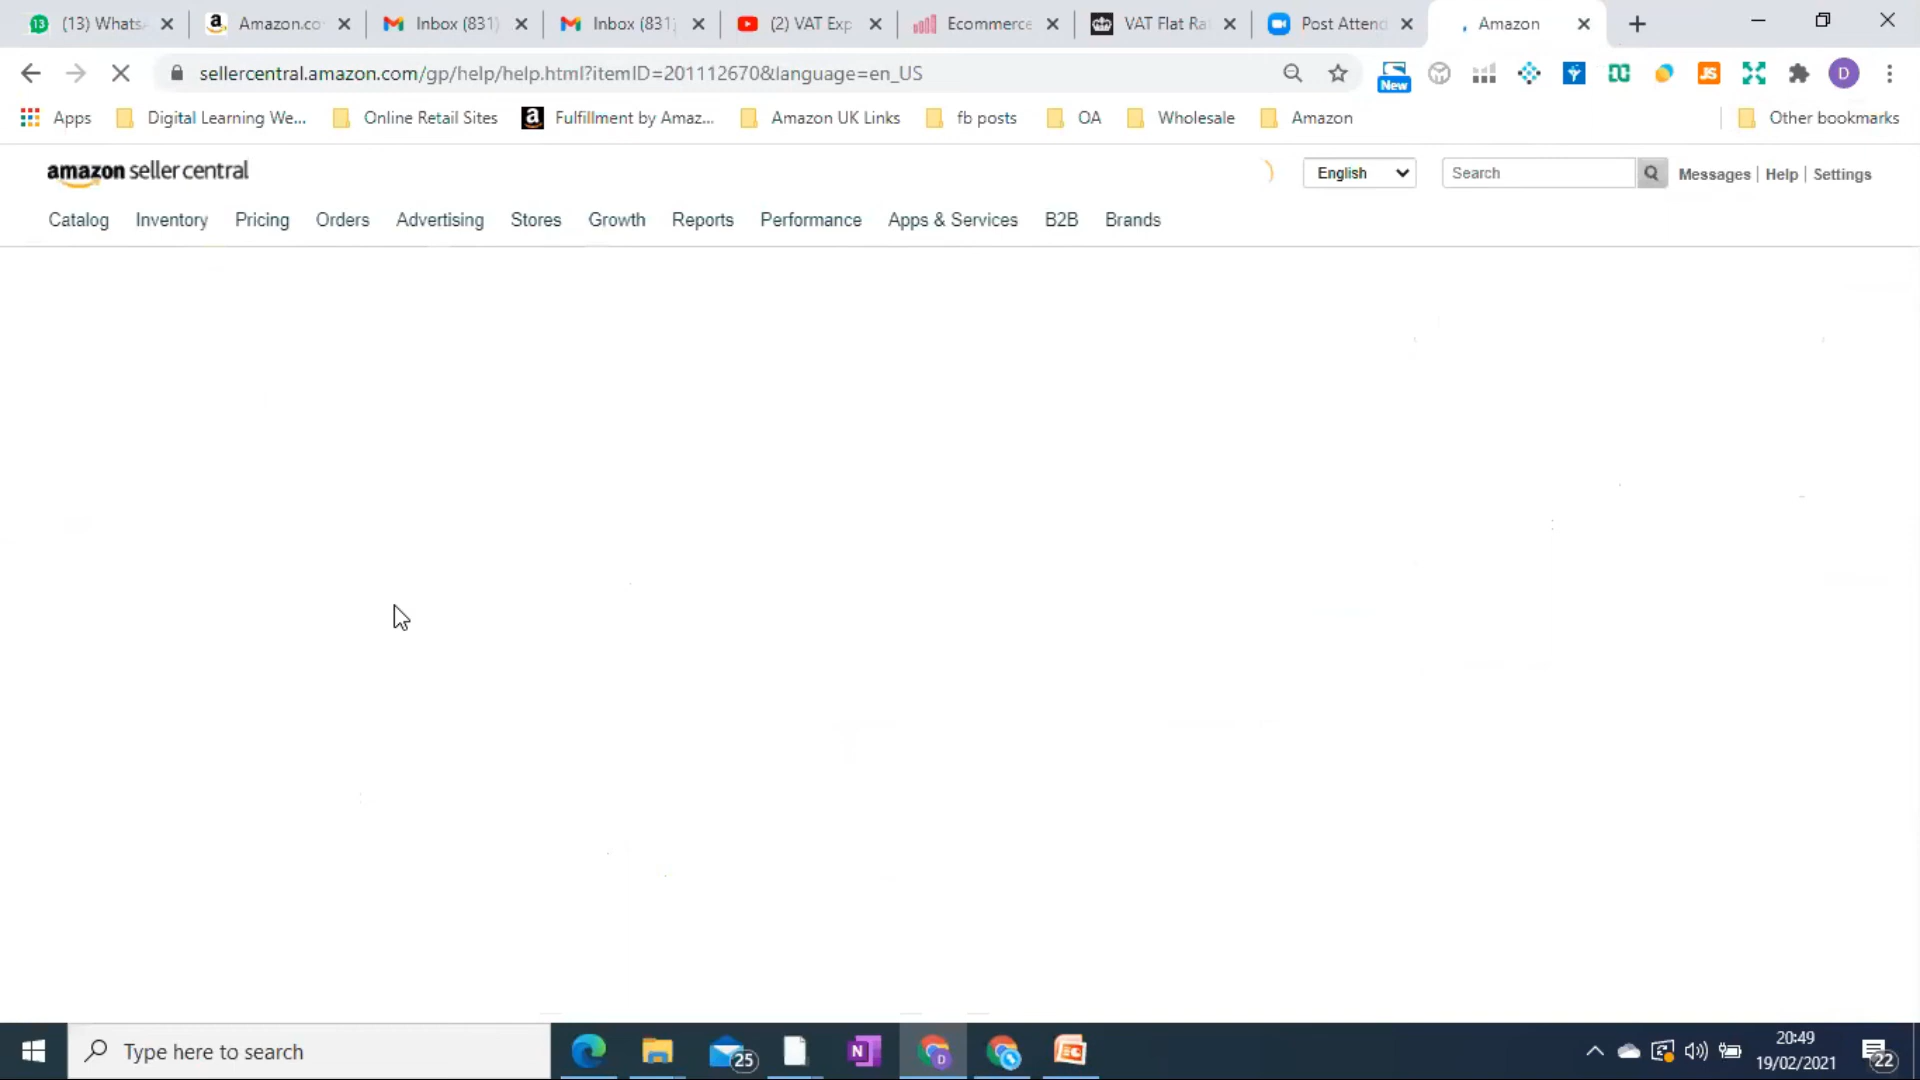 (13) Whats
Amazon.co
Inbox (831)
Inbox (831)
(2) VAT Exp
Ecommerce
VAT Flat Ra
Post Attend
Amazon
sellercentral.amazon.com/gp/help/help.html?itemID=201112670&language=en_US
New
JS
D
Apps
Digital Learning We...
Online Retail Sites
Fulfillment by Amaz...
Amazon UK Links
fb posts
OA
Wholesale
Amazon
Other bookmarks
amazon seller central
English
Search
Messages | Help | Settings
Catalog
Inventory
Pricing
Orders
Advertising
Stores
Growth
Reports
Performance
Apps & Services
B2B
Brands
Type here to search
25
20:49
19/02/2021
22